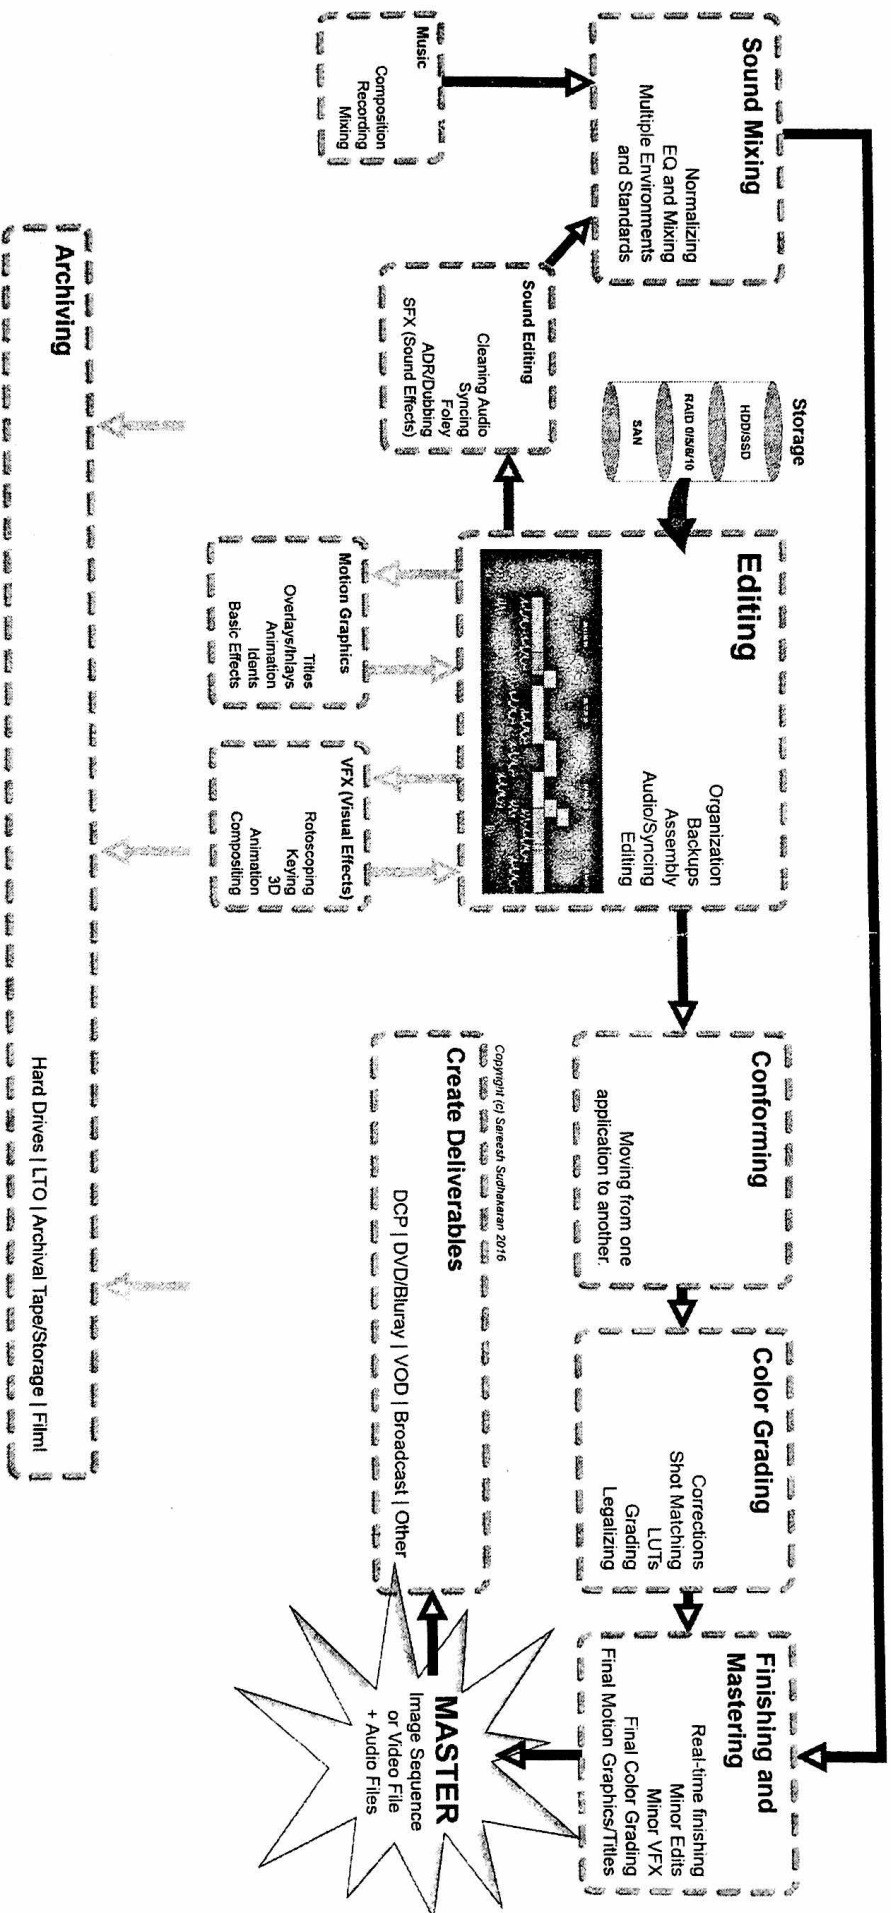 Sound Mixing
Normalizing
EQ and Mixing
Multiple Environments
and Standards
Music
Composition
Recording
Mixing
Sound Editing
Cleaning Audio
Syncing
Foley
ADR/Dubbing
SFX (Sound Effects)
Storage
HDD/SSD
RAID 0/5/6/10
SAN
Editing
Organization
Backups
Assembly
Audio/Syncing
Editing
Motion Graphics
Titles
Overlays/Inlays
Animation
Idents
Basic Effects
VFX (Visual Effects)
Rotoscoping
Keying
3D
Animation
Compositing
Conforming
Moving from one
application to another.
Color Grading
Corrections
Shot Matching
LUTs
Grading
Legalizing
Finishing and
Mastering
Real-time finishing
Minor Edits
Minor VFX
Final Color Grading
Final Motion Graphics/Titles
MASTER
Image Sequence
or Video File
+ Audio Files
Copyright (c) Sareesh Sudhakaran 2016
Create Deliverables
DCP | DVD/Bluray | VOD | Broadcast | Other
Archiving
Hard Drives | LTO | Archival Tape/Storage | Film!